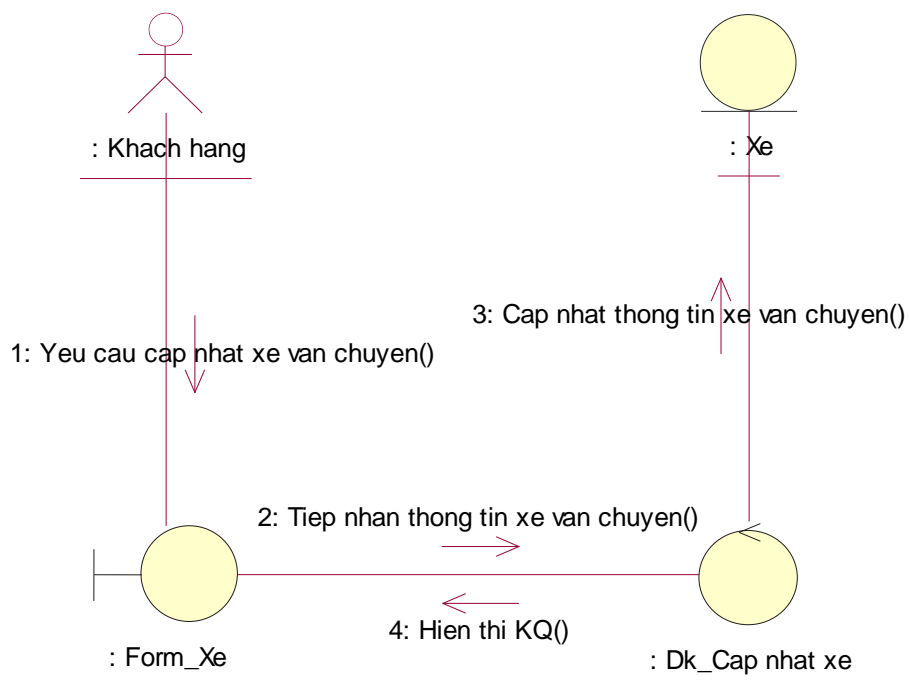 : Khach hang
: Xe
3: Cap nhat thong tin xe van chuyen()
1: Yeu cau cap nhat xe van chuyen()
2: Tiep nhan thong tin xe van chuyen()
4: Hien thi KQ()
: Form_Xe
: Dk_Cap nhat xe